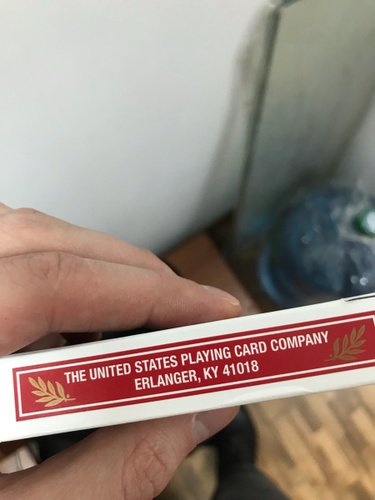 THE UNITED STATES PLAYING CARD COMPANY
ERLANGER, KY 41018